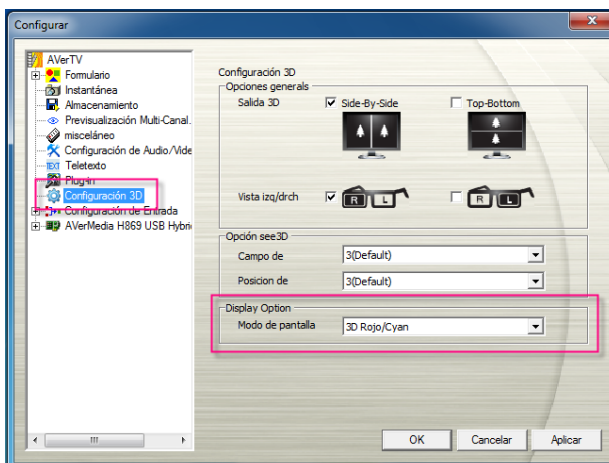 Configurar
AVerTV
Formulario
Instantánea
Almacenamiento
Previsualización Multi-Canal.
misceláneo
Configuración de Audio/Vide
TEXT Teletexto
Plug-in
Configuración 3D
Configuración de Entrada
AVerMedia H869 USB Hybri
Configuración 3D
Opciones generals
Salida 3D
Side-By-Side
Top-Bottom
Vista izq/drch
R L
R L
Opción see3D
Campo de
3(Default)
Posicion de
3(Default)
Display Option
Modo de pantalla
3D Rojo/Cyan
OK
Cancelar
Aplicar